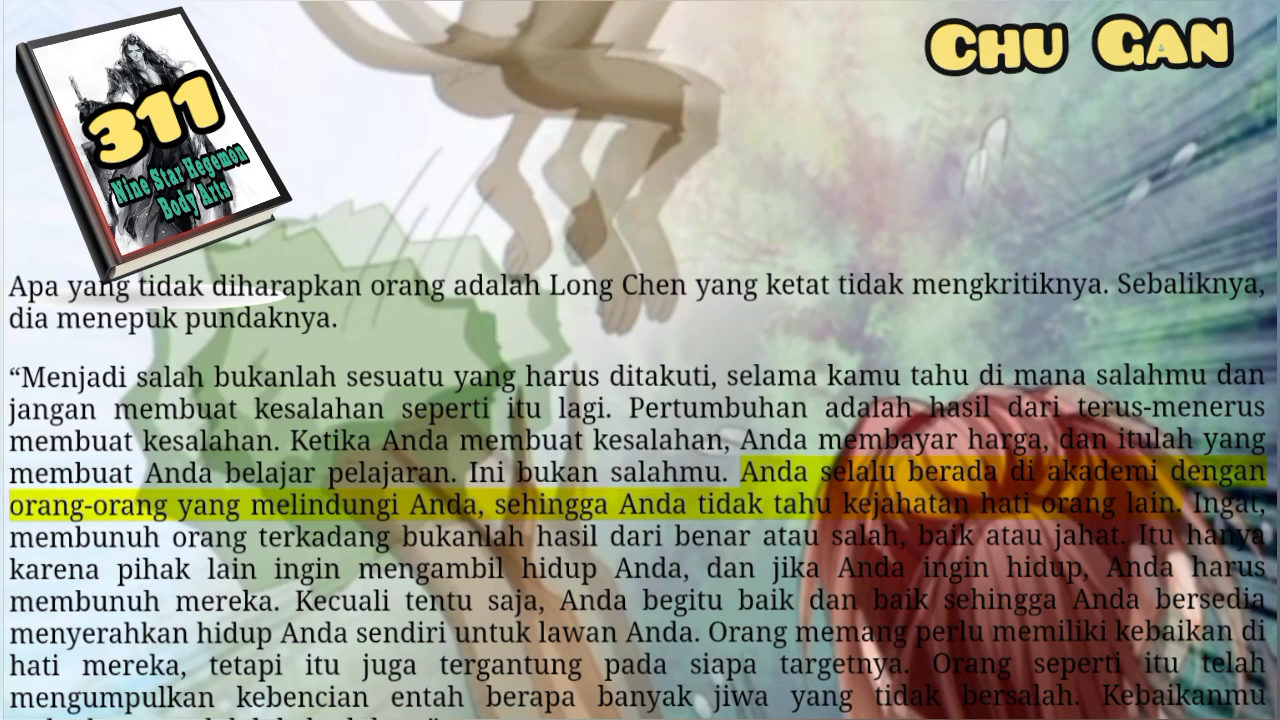 311
Nine Star Hegemon
Body Arts
CHU GAN
Apa yang tidak diharapkan orang adalah Long Chen yang ketat tidak mengkritiknya. Sebaliknya,
dia menepuk pundaknya.
“Menjadi salah bukanlah sesuatu yang harus ditakuti, selama kamu tahu di mana salahmu dan
jangan membuat kesalahan seperti itu lagi. Pertumbuhan adalah hasil dari terus-menerus
membuat kesalahan. Ketika Anda membuat kesalahan, Anda membayar harga, dan itulah yang
membuat Anda belajar pelajaran. Ini bukan salahmu. Anda selalu berada di akademi dengan
orang-orang yang melindungi Anda, sehingga Anda tidak tahu kejahatan hati orang lain. Ingat,
membunuh orang terkadang bukanlah hasil dari benar atau salah, baik atau jahat. Itu hanya
karena pihak lain ingin mengambil hidup Anda, dan jika Anda ingin hidup, Anda harus
membunuh mereka. Kecuali tentu saja, Anda begitu baik dan baik sehingga Anda bersedia
menyerahkan hidup Anda sendiri untuk lawan Anda. Orang memang perlu memiliki kebaikan di
hati mereka, tetapi itu juga tergantung pada siapa targetnya. Orang seperti itu telah
mengumpulkan kebencian entah berapa banyak jiwa yang tidak bersalah. Kebaikanmu